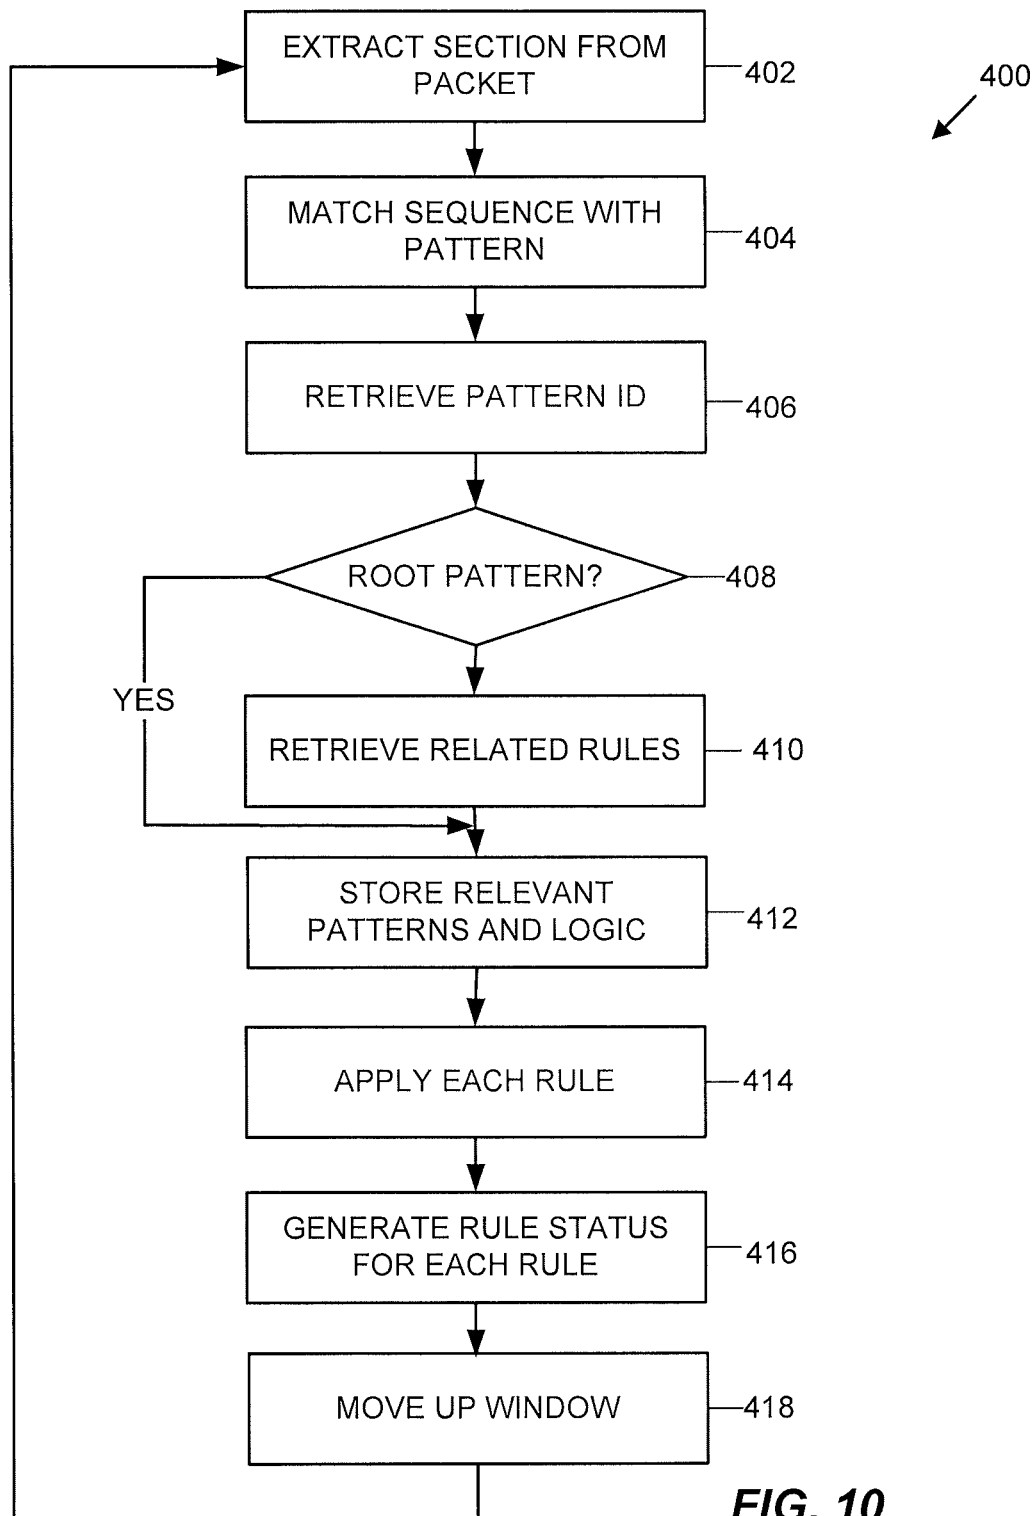 EXTRACT SECTION FROM
PACKET
402
400
MATCH SEQUENCE WITH
PATTERN
404
RETRIEVE PATTERN ID
406
ROOT PATTERN?
408
YES
RETRIEVE RELATED RULES
410
STORE RELEVANT
PATTERNS AND LOGIC
412
APPLY EACH RULE
414
GENERATE RULE STATUS
FOR EACH RULE
416
MOVE UP WINDOW
418
FIG. 10